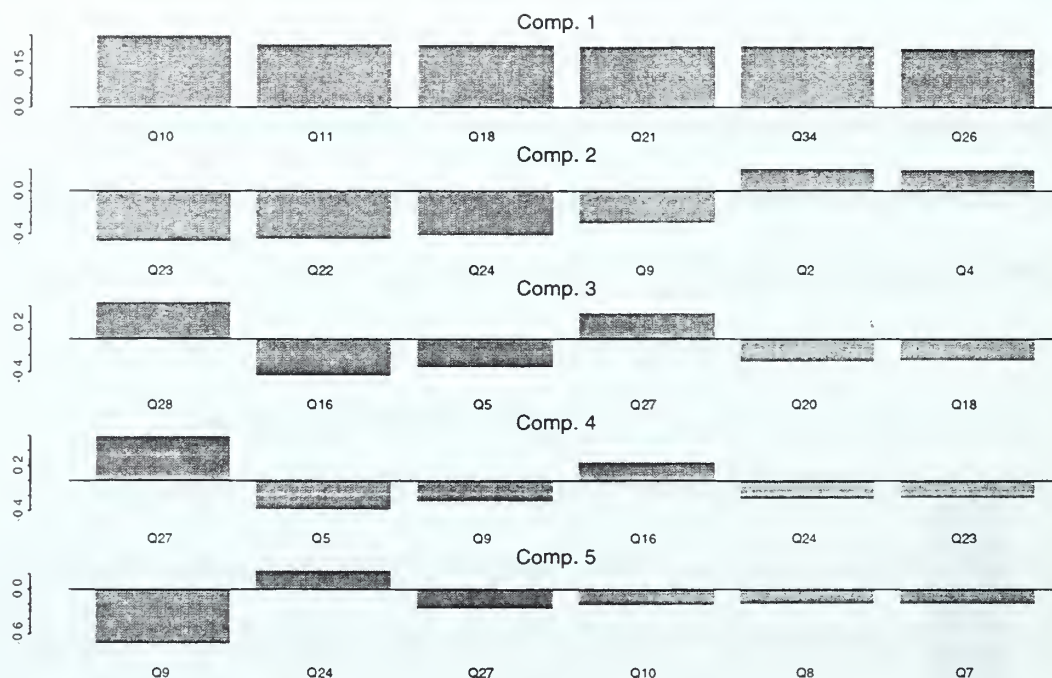 Comp. 1
0.0 0.15
Q10 Q11 Q18 Q21 Q34 Q26
Comp. 2
-0.4 0.0
Q23 Q22 Q24 Q9 Q2 Q4
Comp. 3
-0.4 0.2
Q28 Q16 Q5 Q27 Q20 Q18
Comp. 4
-0.4 0.2
Q27 Q5 Q9 Q16 Q24 Q23
Comp. 5
-0.6 0.0
Q9 Q24 Q27 Q10 Q8 Q7